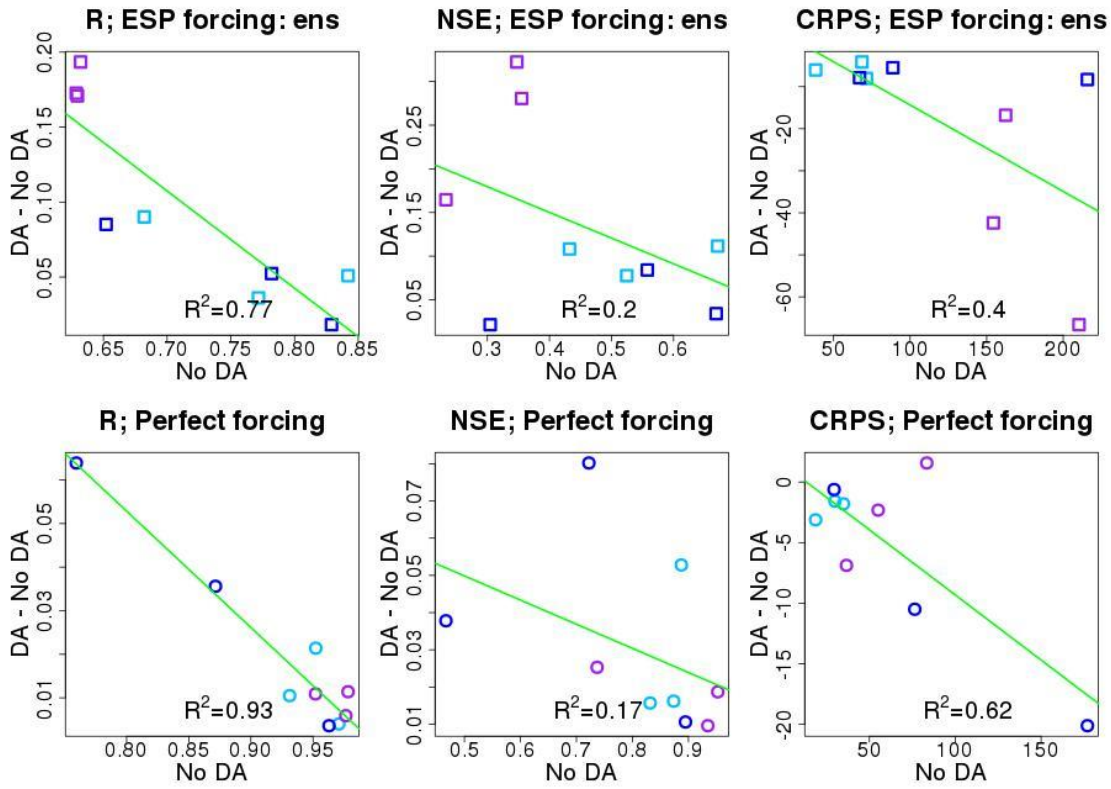 R; ESP forcing: ens
NSE; ESP forcing: ens
CRPS; ESP forcing: ens
DA - No DA
0.05 0.10 0.15 0.20
R²=0.77
0.65 0.70 0.75 0.80 0.85
No DA
DA - No DA
0.05 0.15 0.25
R²=0.2
0.3 0.4 0.5 0.6
No DA
DA - No DA
-60 -40 -20
R²=0.4
50 100 150 200
No DA
R; Perfect forcing
NSE; Perfect forcing
CRPS; Perfect forcing
DA - No DA
0.01 0.03 0.05
R²=0.93
0.80 0.85 0.90 0.95
No DA
DA - No DA
0.01 0.03 0.05 0.07
R²=0.17
0.5 0.6 0.7 0.8 0.9
No DA
DA - No DA
-20 -15 -10 -5 0
R²=0.62
50 100 150
No DA